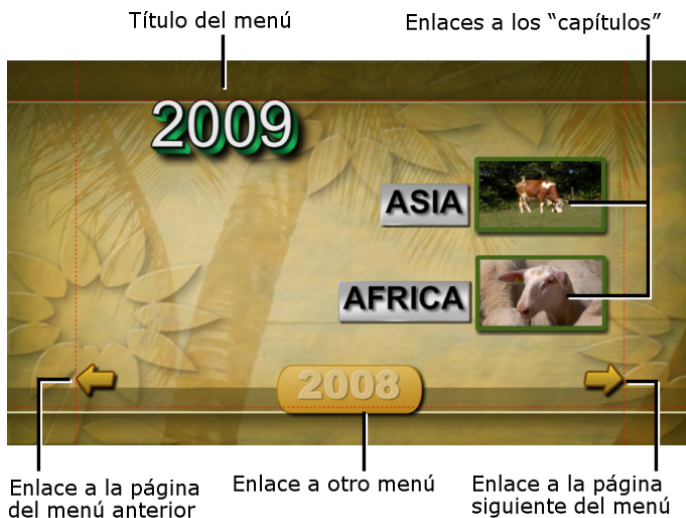 Título del menú
Enlaces a los “capítulos”
2009
ASIA
AFRICA
2008
Enlace a la página
del menú anterior
Enlace a otro menú
Enlace a la página
siguiente del menú